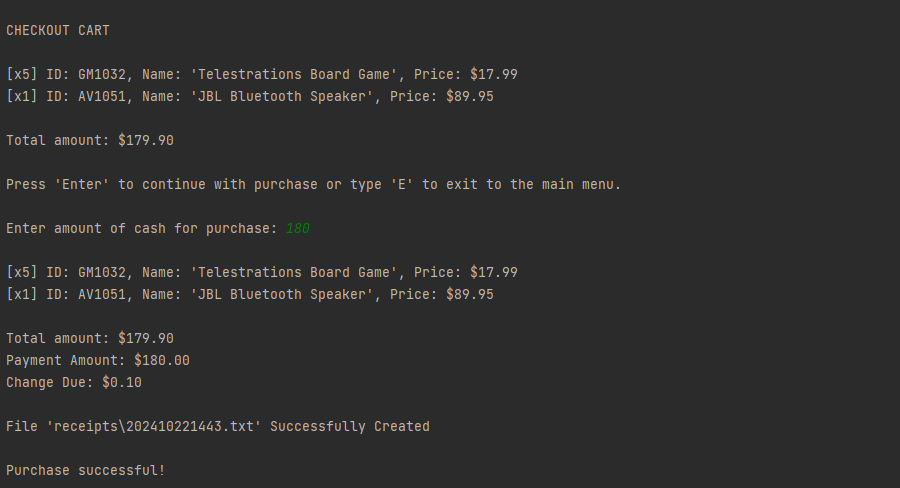 CHECKOUT CART
[x5] ID: GM1032, Name: 'Telestrations Board Game', Price: $17.99
[x1] ID: AV1051, Name: 'JBL Bluetooth Speaker', Price: $89.95
Total amount: $179.90
Press 'Enter' to continue with purchase or type 'E' to exit to the main menu.
Enter amount of cash for purchase: 180
[x5] ID: GM1032, Name: 'Telestrations Board Game', Price: $17.99
[x1] ID: AV1051, Name: 'JBL Bluetooth Speaker', Price: $89.95
Total amount: $179.90
Payment Amount: $180.00
Change Due: $0.10
File 'receipts\202410221443.txt' Successfully Created
Purchase successful!